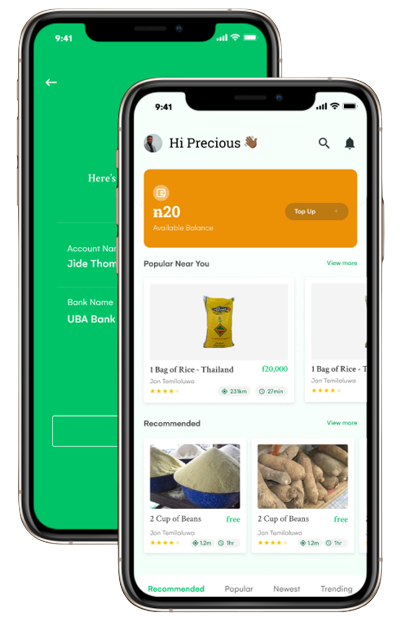 9:41
Here's
Account Nam
Jide Thom
Bank Name
UBA Bank
9:41
Hi Precious 👋🏾
n20
Available Balance
Top Up
Popular Near You
View more
1 Bag of Rice - Thailand
f20,000
Jon Temiloluwa
231km
27min
1 Bag of Rice - T
Jon Temiloluwa
Recommended
View more
2 Cup of Beans
free
Jon Temiloluwa
1.2m
1hr
2 Cup of Beans
free
Jon Temiloluwa
1.2m
1hr
Recommended
Popular
Newest
Trending